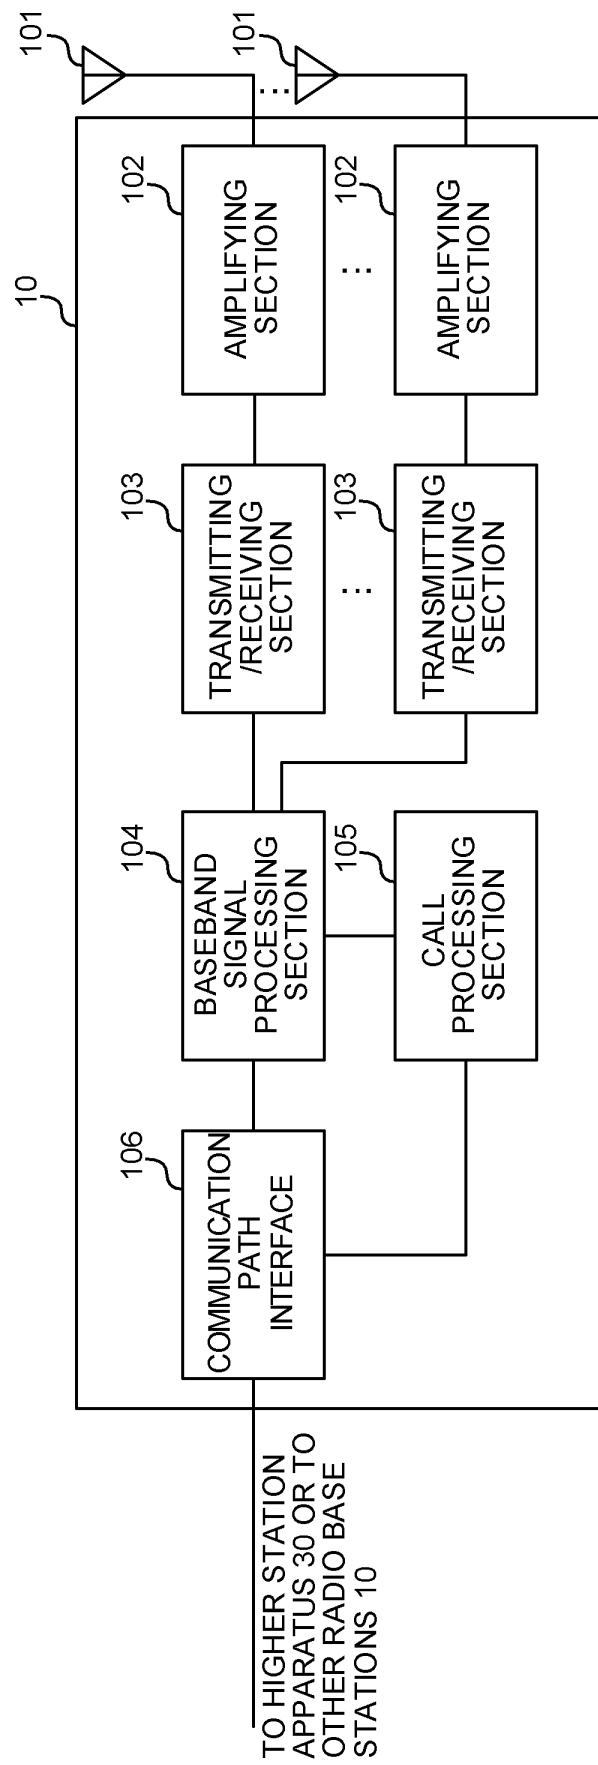 10
101
101
102
AMPLIFYING
SECTION
102
AMPLIFYING
SECTION
...
...
103
TRANSMITTING
/RECEIVING
SECTION
103
TRANSMITTING
/RECEIVING
SECTION
...
104
BASEBAND
SIGNAL
PROCESSING
SECTION
105
CALL
PROCESSING
SECTION
106
COMMUNICATION
PATH
INTERFACE
TO HIGHER STATION
APPARATUS 30 OR TO
OTHER RADIO BASE
STATIONS 10